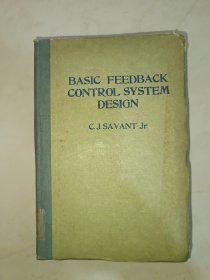 BASIC FEEDBACK
CONTROL SYSTEM
DESIGN
C.J.SAVANT Jr